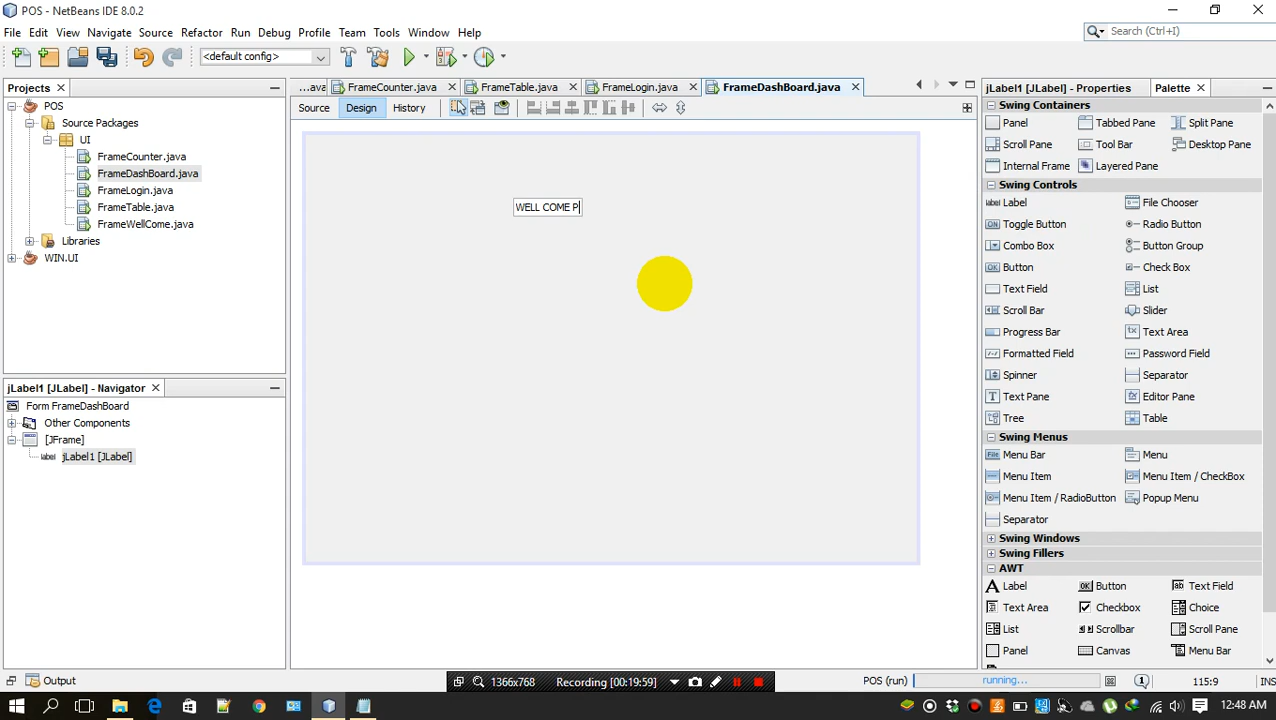 POS - NetBeans IDE 8.0.2
File Edit View Navigate Source Refactor Run Debug Profile Team Tools Window Help
Search (Ctrl+I)
<default config>
Projects
...ava FrameCounter.java FrameTable.java FrameLogin.java FrameDashBoard.java
jLabel1 [JLabel] - Properties Palette
Source Design History
POS
Source Packages
UI
FrameCounter.java
FrameDashBoard.java
FrameLogin.java
FrameTable.java
FrameWellCome.java
Libraries
WIN.UI
WELL COME P
jLabel1 [JLabel] - Navigator
Form FrameDashBoard
Other Components
[JFrame]
label jLabel1 [JLabel]
Swing Containers
Panel Tabbed Pane Split Pane
Scroll Pane Tool Bar Desktop Pane
Internal Frame Layered Pane
Swing Controls
label Label File Chooser
OK Toggle Button Radio Button
Combo Box Button Group
OK Button Check Box
Text Field List
Scroll Bar Slider
Progress Bar Text Area
Formatted Field Password Field
Spinner Separator
T Text Pane Editor Pane
Tree Table
Swing Menus
File Menu Bar Menu
Menu Item Menu Item / CheckBox
Menu Item / RadioButton Popup Menu
Separator
Swing Windows
Swing Fillers
AWT
A Label OK Button ab Text Field
Text Area Checkbox Choice
List Scrollbar Scroll Pane
Panel Canvas Menu Bar
Output
1366x768 Recording [00:19:59]
POS (run) running... 1 115:9 INS
12:48 AM